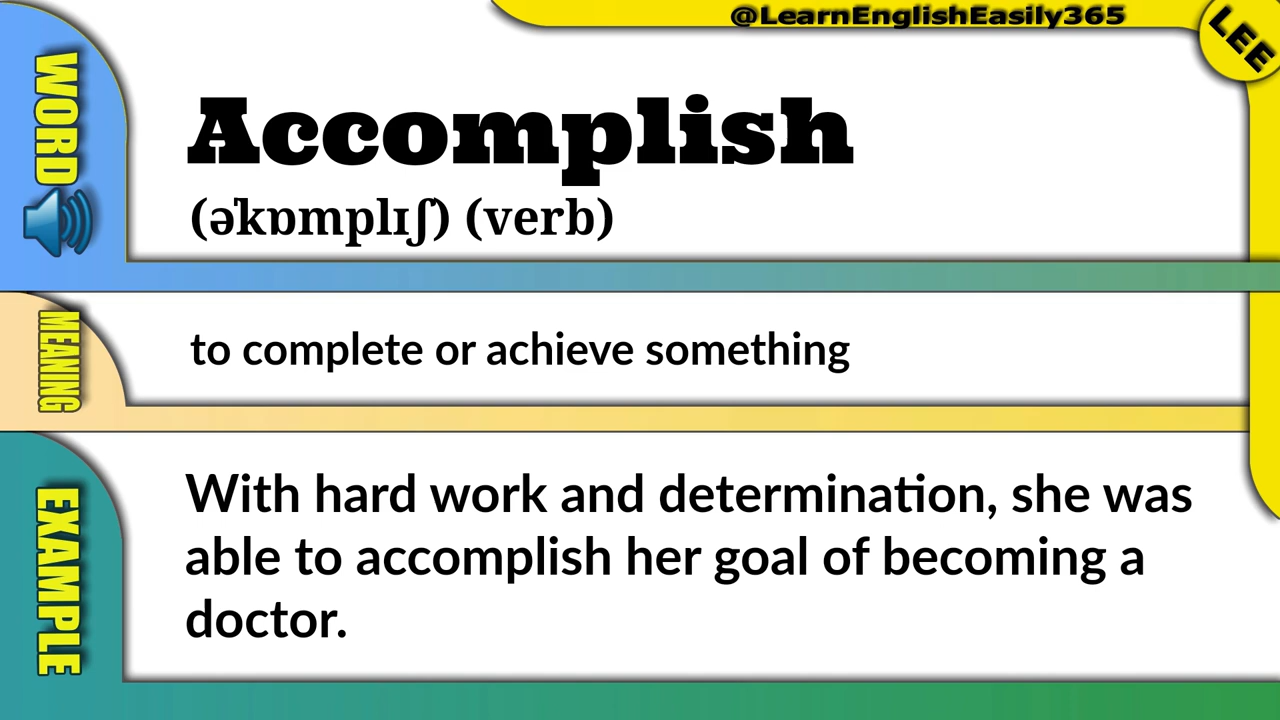 @LearnEnglishEasily365
LEE
WORD
Accomplish
(əˈkɒmplɪʃ) (verb)
MEANING
to complete or achieve something
EXAMPLE
With hard work and determination, she was
able to accomplish her goal of becoming a
doctor.